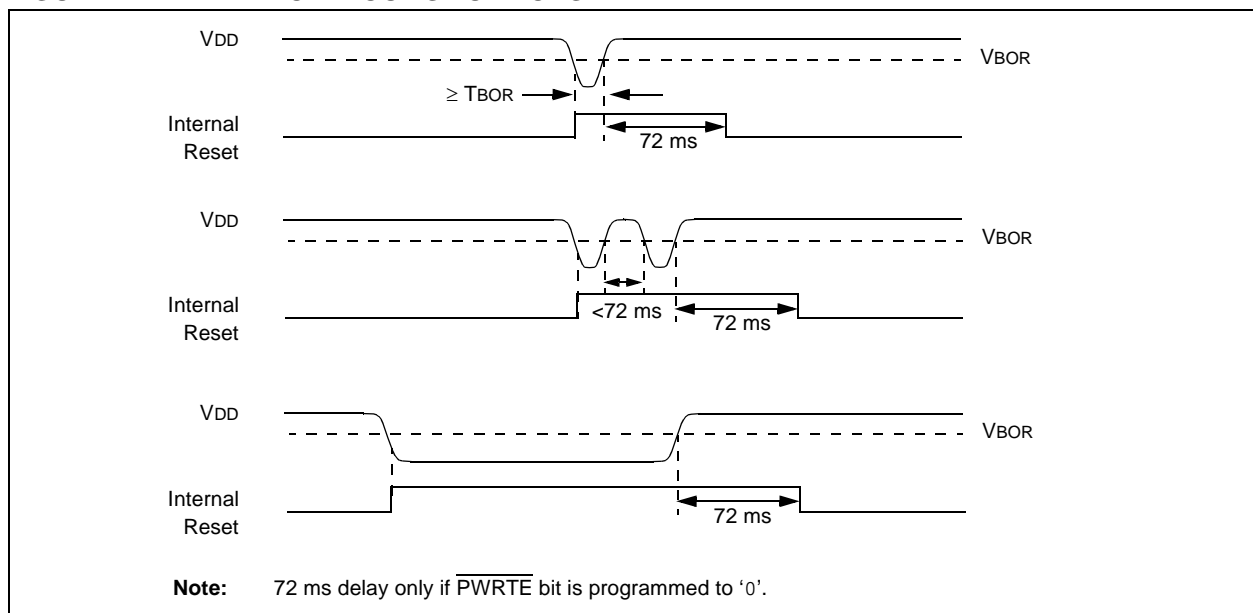 VDD
VBOR
≥ TBOR
Internal
Reset
72 ms
VDD
VBOR
Internal
Reset
<72 ms
72 ms
VDD
VBOR
Internal
Reset
72 ms
Note: 72 ms delay only if P̅W̅R̅T̅E̅ bit is programmed to ‘0’.